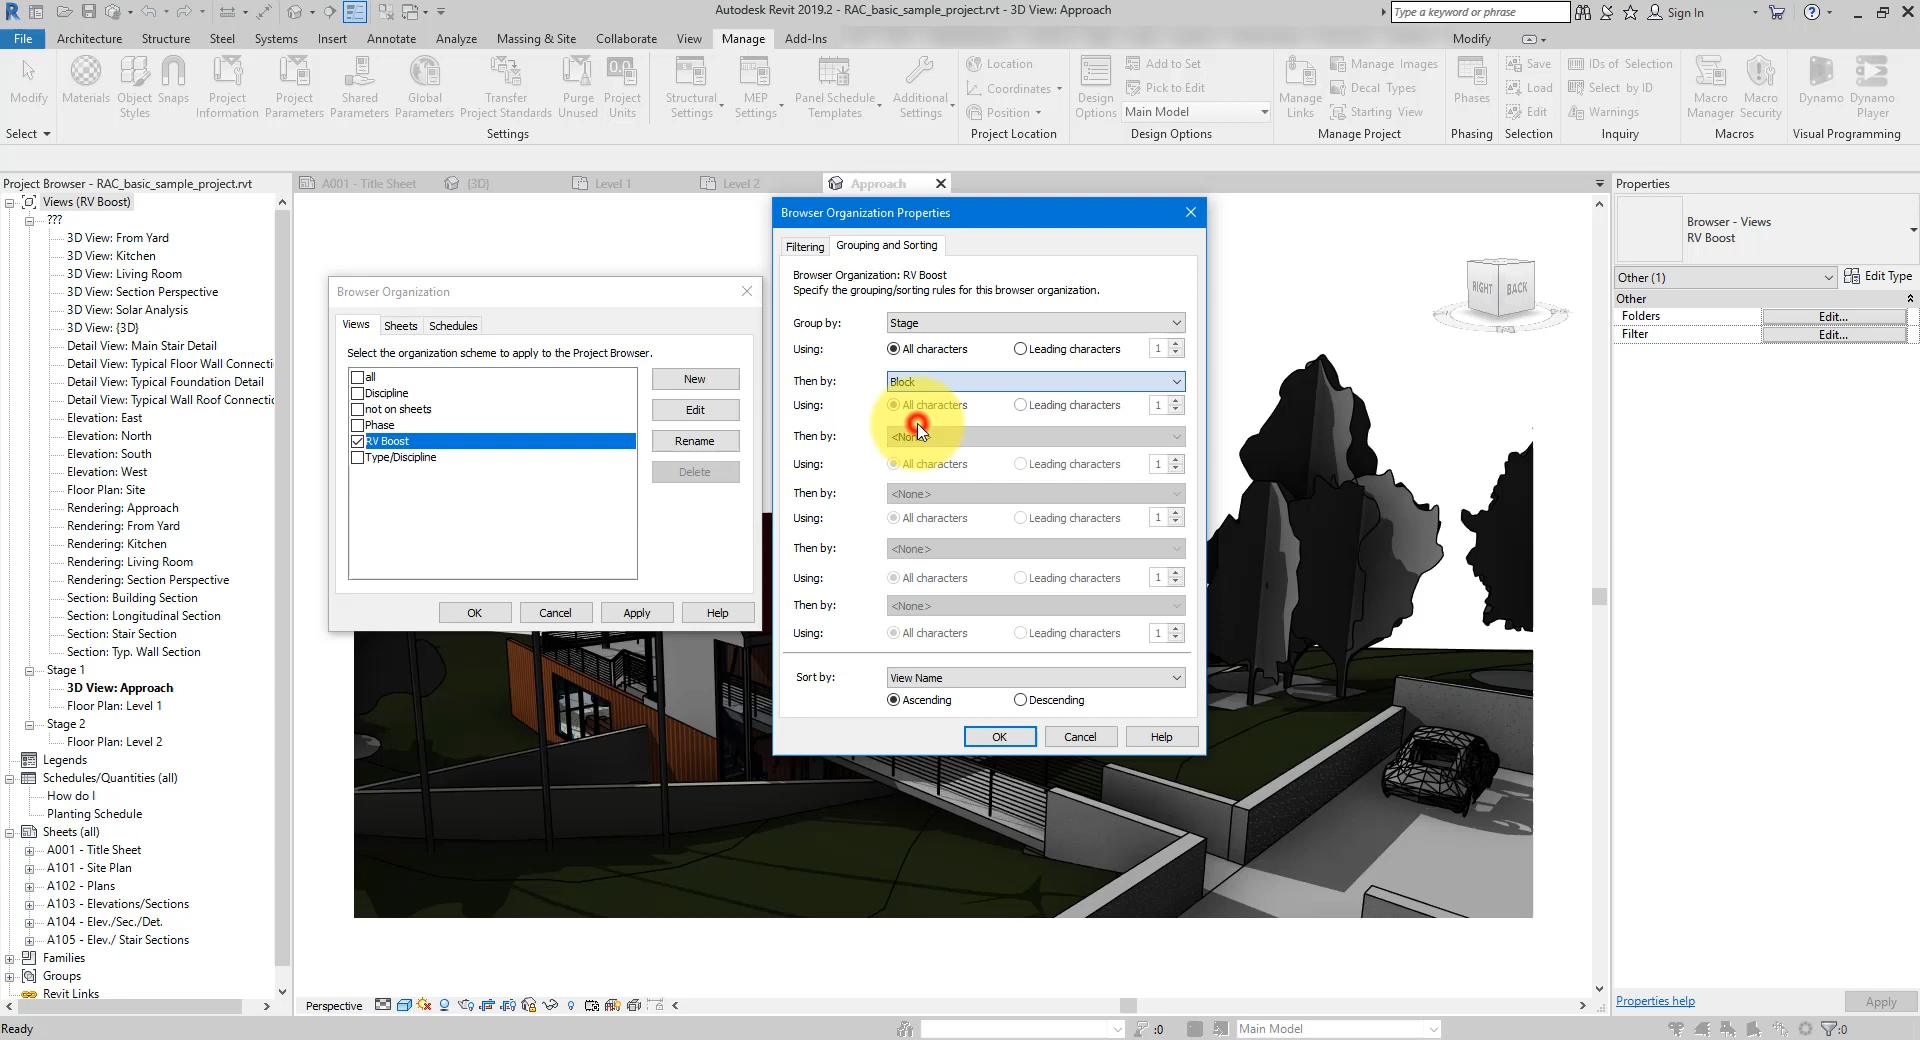 Autodesk Revit 2019.2 - RAC_basic_sample_project.rvt - 3D View: Approach
Type a keyword or phrase
Sign In
File Architecture Structure Steel Systems Insert Annotate Analyze Massing & Site Collaborate View Manage Add-Ins Modify
Modify
Select
Materials
Object Styles
Snaps
Project Information
Project Parameters
Shared Parameters
Global Parameters
Transfer Project Standards
Purge Unused
Project Units
Structural Settings
MEP Settings
Panel Schedule Templates
Additional Settings
Settings
Location
Coordinates
Position
Project Location
Design Options
Add to Set
Pick to Edit
Main Model
Design Options
Manage Links
Manage Images
Decal Types
Starting View
Manage Project
Phases
Phasing
Save
Load
Edit
Selection
IDs of Selection
Select by ID
Warnings
Inquiry
Macro Manager
Macro Security
Macros
Dynamo
Dynamo Player
Visual Programming
Project Browser - RAC_basic_sample_project.rvt
Views (RV Boost)
???
3D View: From Yard
3D View: Kitchen
3D View: Living Room
3D View: Section Perspective
3D View: Solar Analysis
3D View: {3D}
Detail View: Main Stair Detail
Detail View: Typical Floor Wall Connecti
Detail View: Typical Foundation Detail
Detail View: Typical Wall Roof Connectic
Elevation: East
Elevation: North
Elevation: South
Elevation: West
Floor Plan: Site
Rendering: Approach
Rendering: From Yard
Rendering: Kitchen
Rendering: Living Room
Rendering: Section Perspective
Section: Building Section
Section: Longitudinal Section
Section: Stair Section
Section: Typ. Wall Section
Stage 1
3D View: Approach
Floor Plan: Level 1
Stage 2
Floor Plan: Level 2
Legends
Schedules/Quantities (all)
How do I
Planting Schedule
Sheets (all)
A001 - Title Sheet
A101 - Site Plan
A102 - Plans
A103 - Elevations/Sections
A104 - Elev./Sec./Det.
A105 - Elev./ Stair Sections
Families
Groups
Revit Links
A001 - Title Sheet
{3D}
Level 1
Level 2
Approach
Browser Organization
Views Sheets Schedules
Select the organization scheme to apply to the Project Browser.
all
Discipline
not on sheets
Phase
RV Boost
Type/Discipline
New
Edit
Rename
Delete
OK Cancel Apply Help
Browser Organization Properties
Filtering Grouping and Sorting
Browser Organization: RV Boost
Specify the grouping/sorting rules for this browser organization.
Group by: Stage
Using: All characters Leading characters 1
Then by: Block
Using: All characters Leading characters 1
Then by: <None>
Using: All characters Leading characters 1
Then by: <None>
Using: All characters Leading characters 1
Then by: <None>
Using: All characters Leading characters 1
Then by: <None>
Using: All characters Leading characters 1
Sort by: View Name
Ascending Descending
OK Cancel Help
RIGHT BACK
Properties
Browser - Views
RV Boost
Other (1)
Edit Type
Other
Folders Edit...
Filter Edit...
Properties help
Apply
Perspective
Ready
:0
Main Model
:0